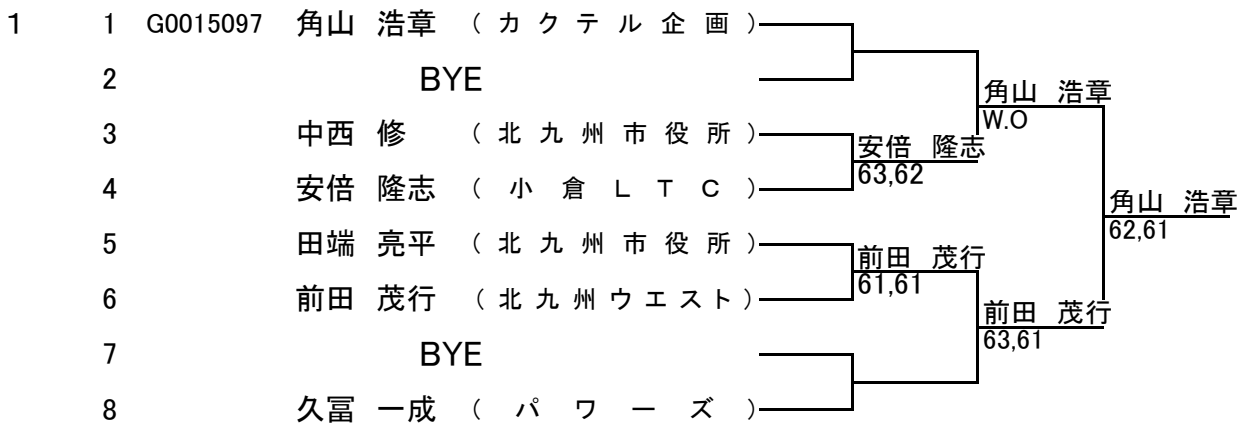 1 1 G0015097 角山 浩章 (カクテル企画)
2 BYE
角山 浩章
W.O
3 中西 修 (北九州市役所)
安倍 隆志
63,62
4 安倍 隆志 (小倉LTC)
角山 浩章
62,61
5 田端 亮平 (北九州市役所)
前田 茂行
61,61
6 前田 茂行 (北九州ウエスト)
前田 茂行
63,61
7 BYE
8 久冨 一成 (パワーズ)